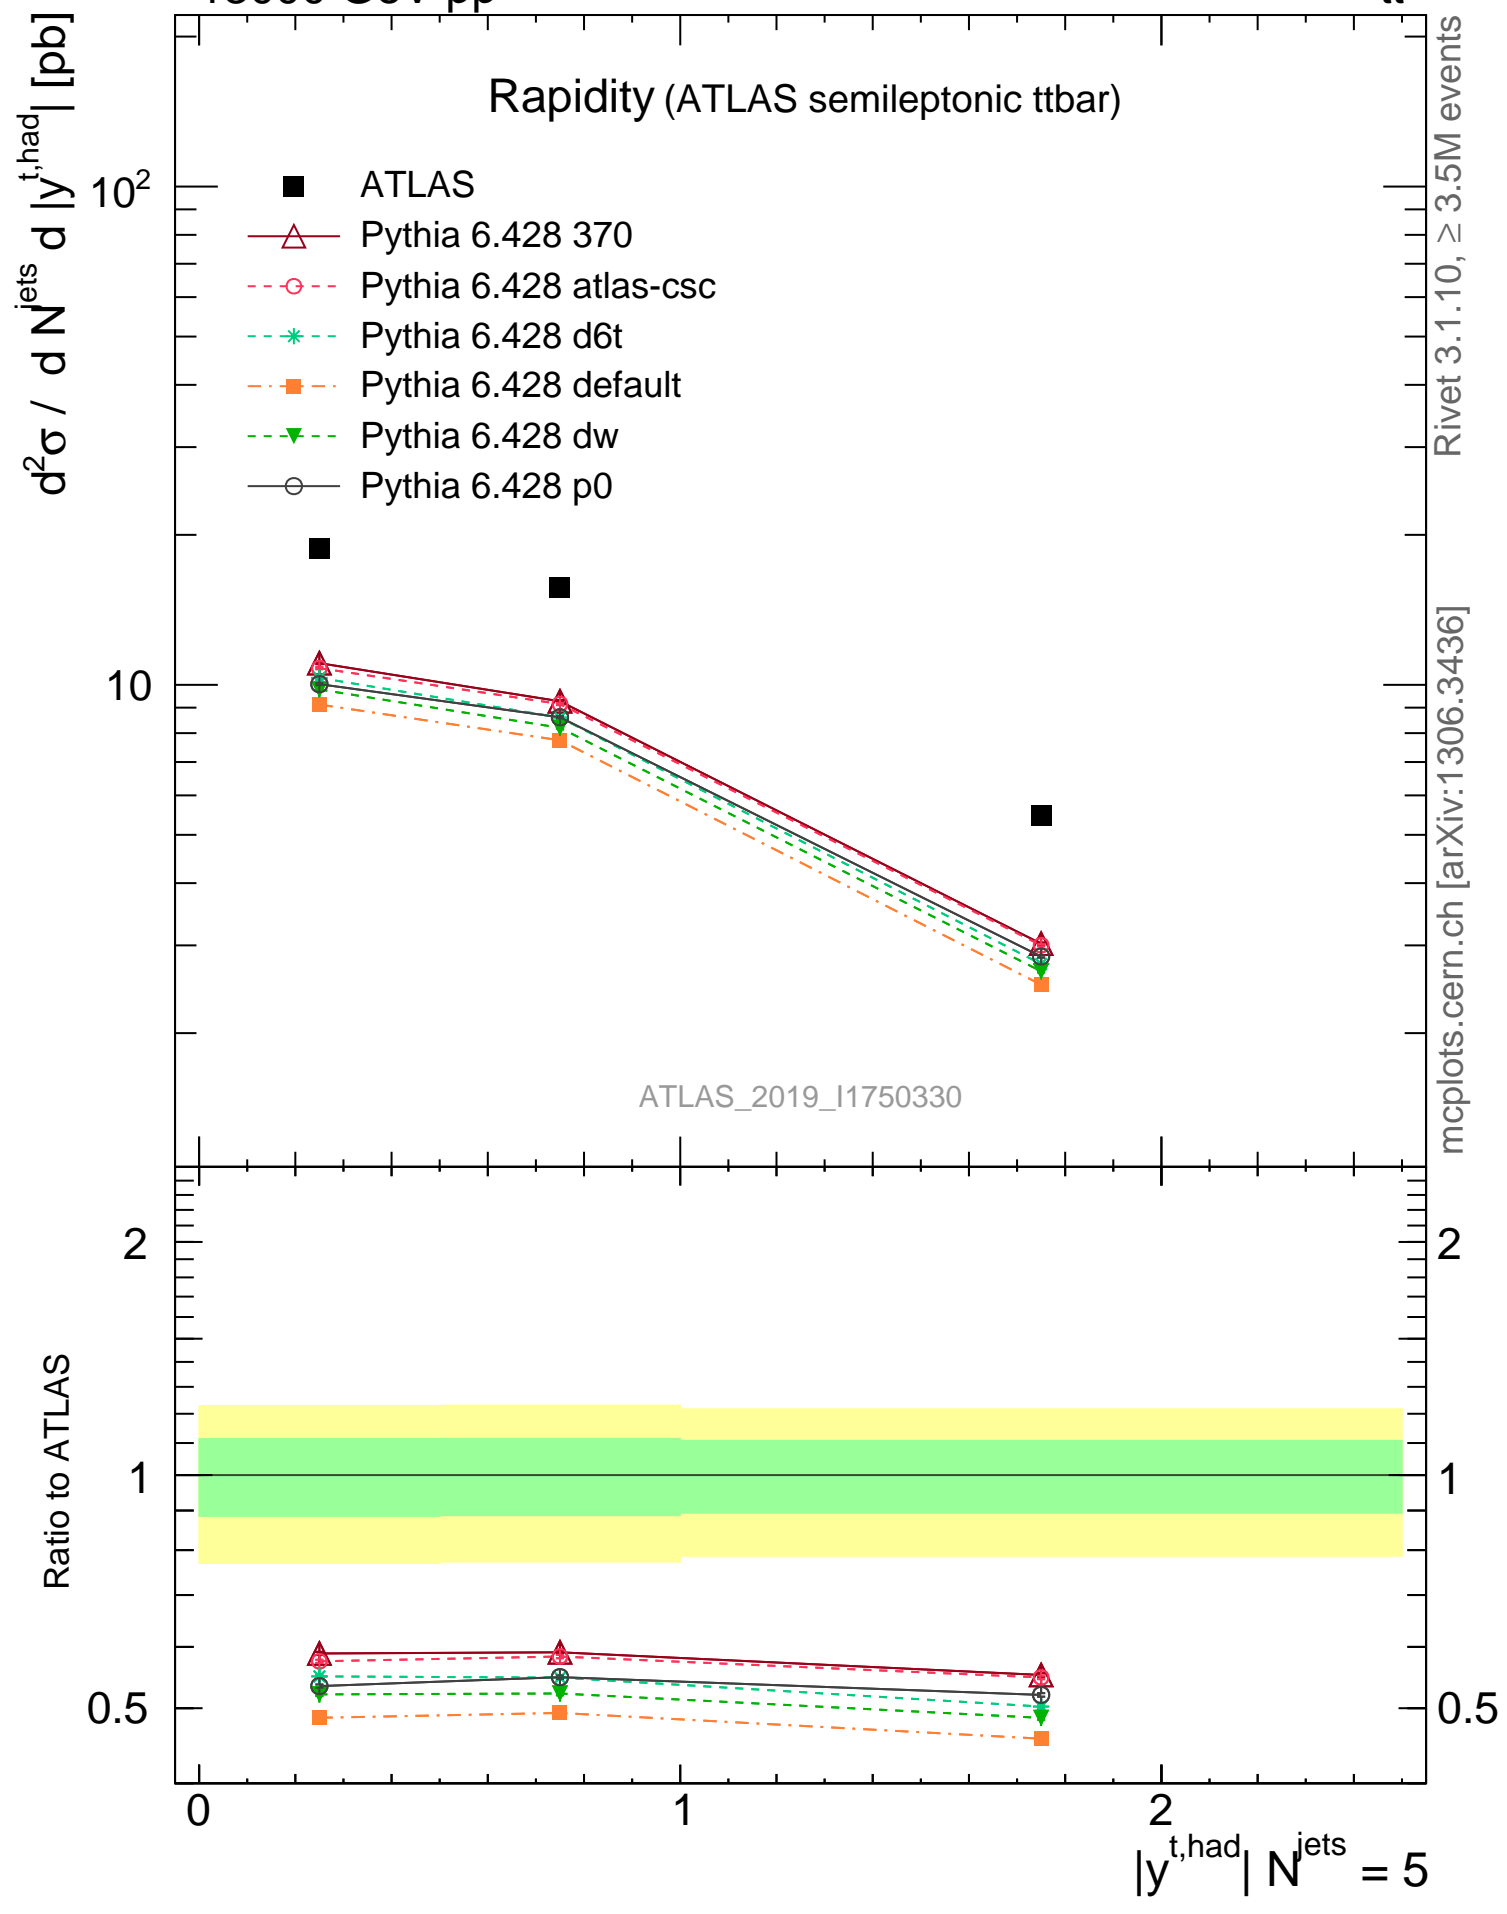 Rapidity (ATLAS semileptonic ttbar)
d²σ / d N^jets d |y^t,had| [pb]
ATLAS
Pythia 6.428 370
Pythia 6.428 atlas-csc
Pythia 6.428 d6t
Pythia 6.428 default
Pythia 6.428 dw
Pythia 6.428 p0
10²
10
ATLAS_2019_I1750330
Rivet 3.1.10, ≥ 3.5M events
mcplots.cern.ch [arXiv:1306.3436]
Ratio to ATLAS
2
1
0.5
2
1
0.5
0
1
2
|y^t,had| N^jets = 5